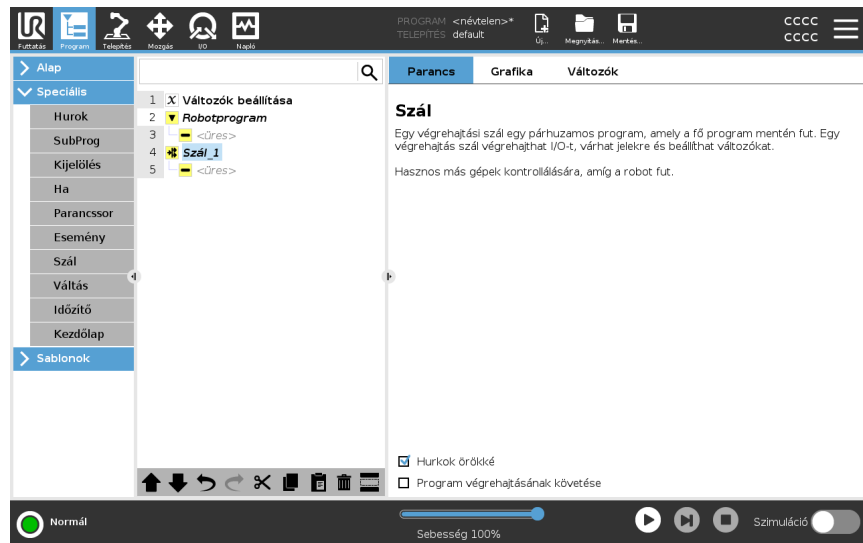 UR
PROGRAM <névtelen>*
TELEPÍTÉS default
Futtatás Program Telepítés Mozgás I/O Napló
Új... Megnyitás... Mentés...
cccc
cccc
Alap
Speciális
Hurok
SubProg
Kijelölés
Ha
Parancssor
Esemény
Szál
Váltás
Időzítő
Kezdőlap
Sablonok
1 X Változók beállítása
2 Robotprogram
3 <üres>
4 Szál_1
5 <üres>
Parancs Grafika Változók
Szál
Egy végrehajtási szál egy párhuzamos program, amely a fő program mentén fut. Egy
végrehajtás szál végrehajthat I/O-t, várhat jelekre és beállíthat változókat.
Hasznos más gépek kontrollálására, amíg a robot fut.
Hurkok örökké
Program végrehajtásának követése
Normál
Sebesség 100%
Szimuláció